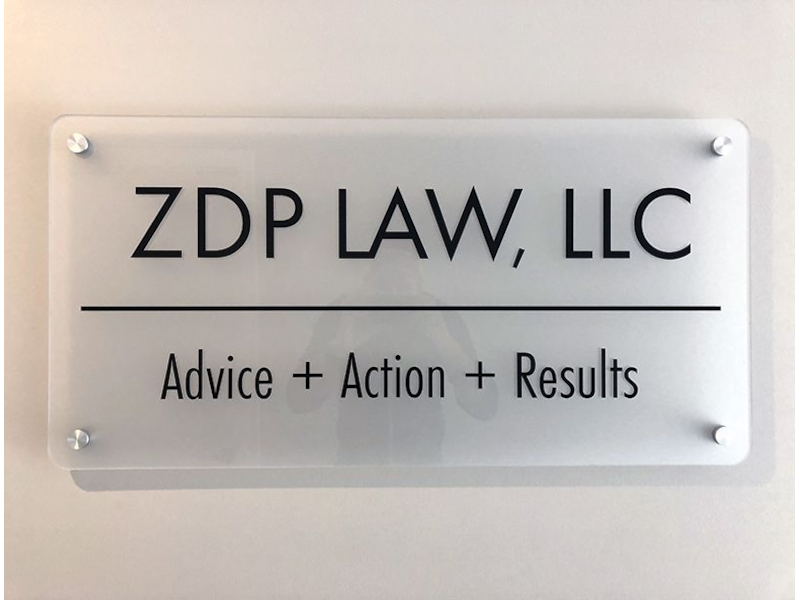 ZDP LAW, LLC
Advice + Action + Results